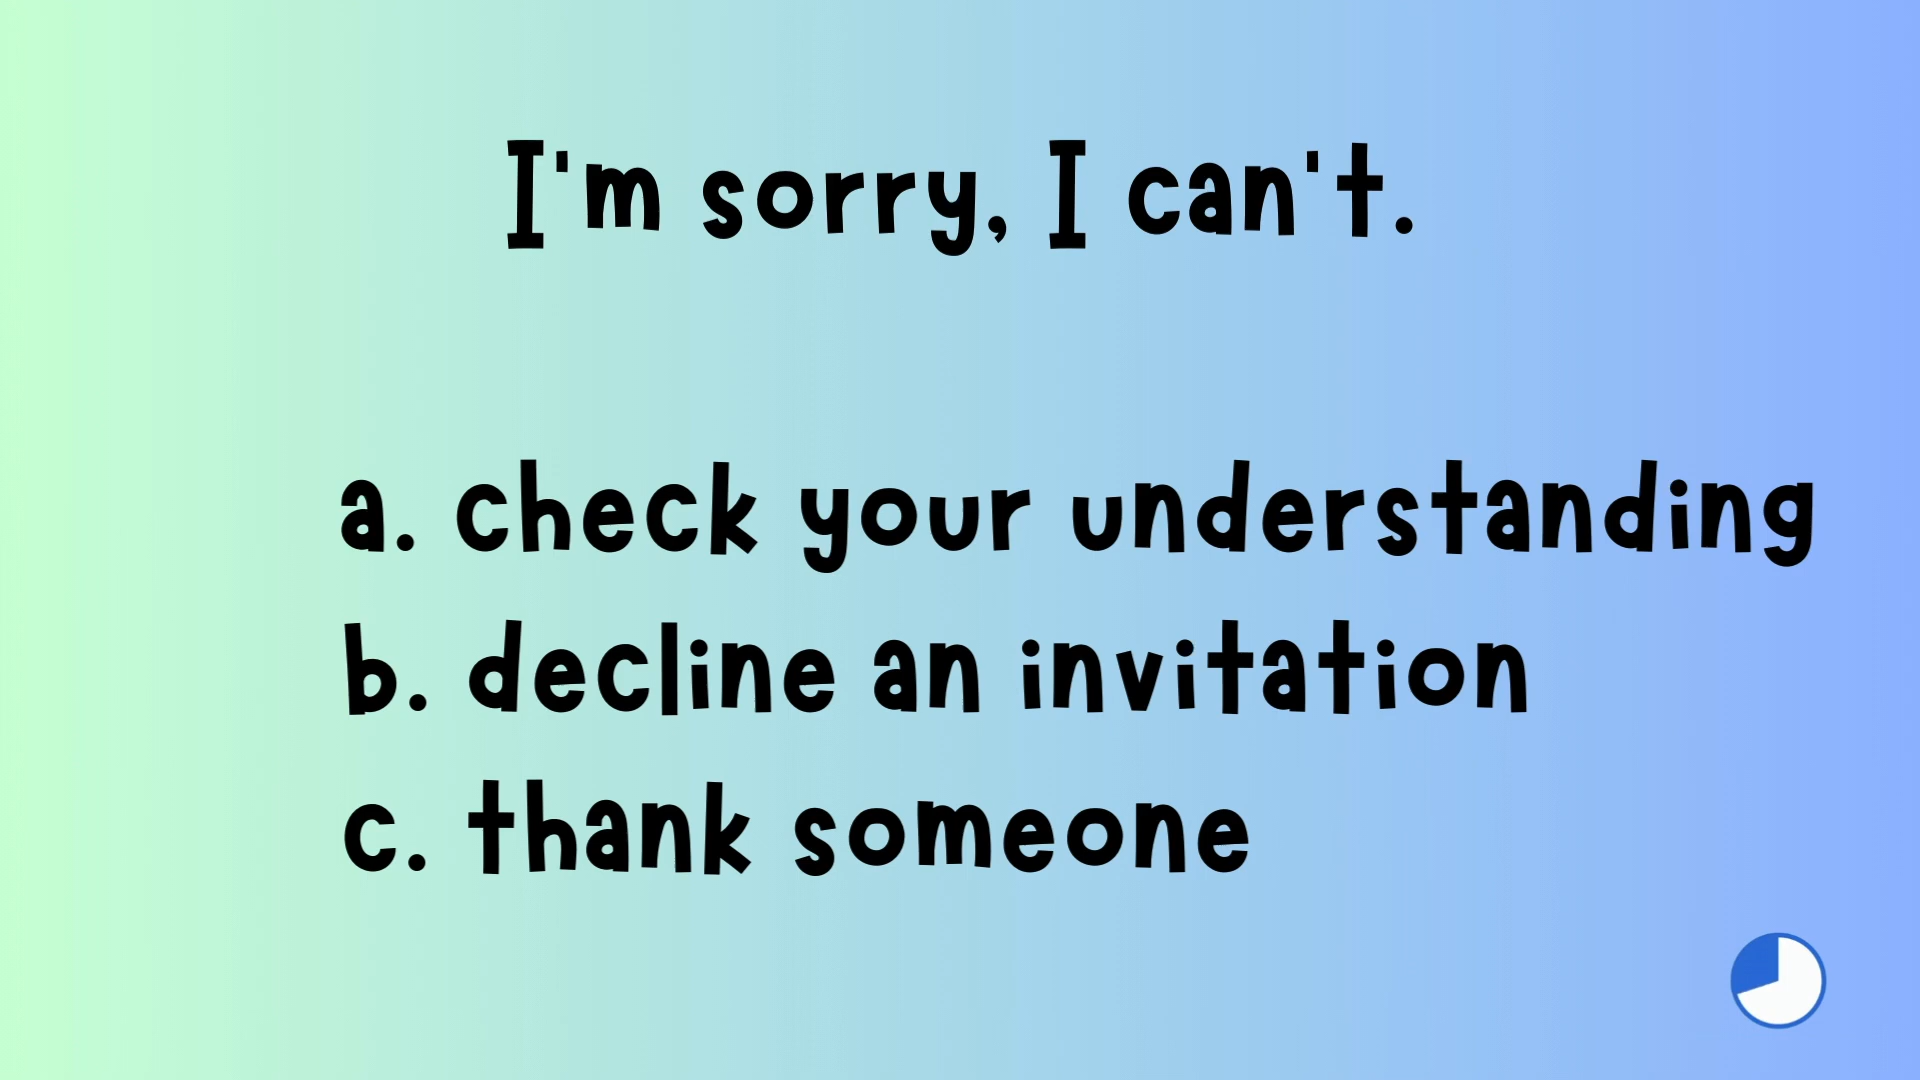 I'm sorry, I can't.
a. check your understanding
b. decline an invitation
c. thank someone